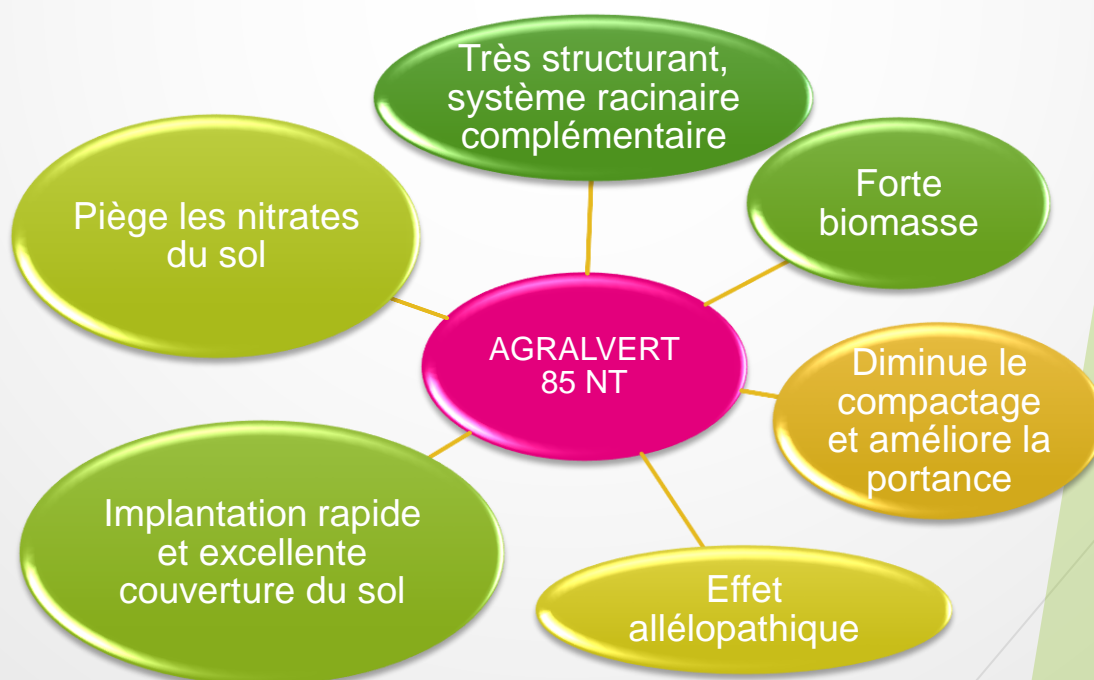 Très structurant,
système racinaire
complémentaire
Forte
biomasse
Piège les nitrates
du sol
AGRALVERT
85 NT
Diminue le
compactage
et améliore la
portance
Implantation rapide
et excellente
couverture du sol
Effet
allélopathique